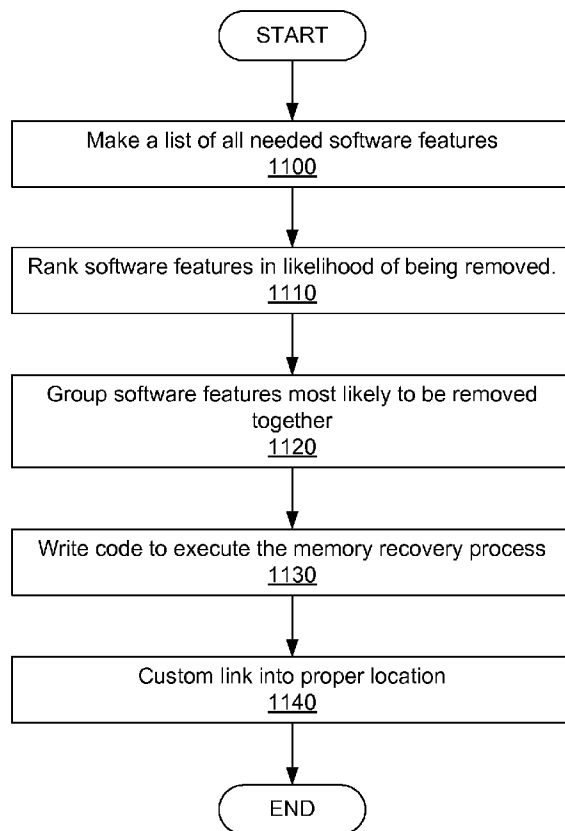 START
Make a list of all needed software features
1100
Rank software features in likelihood of being removed.
1110
Group software features most likely to be removed
together
1120
Write code to execute the memory recovery process
1130
Custom link into proper location
1140
END